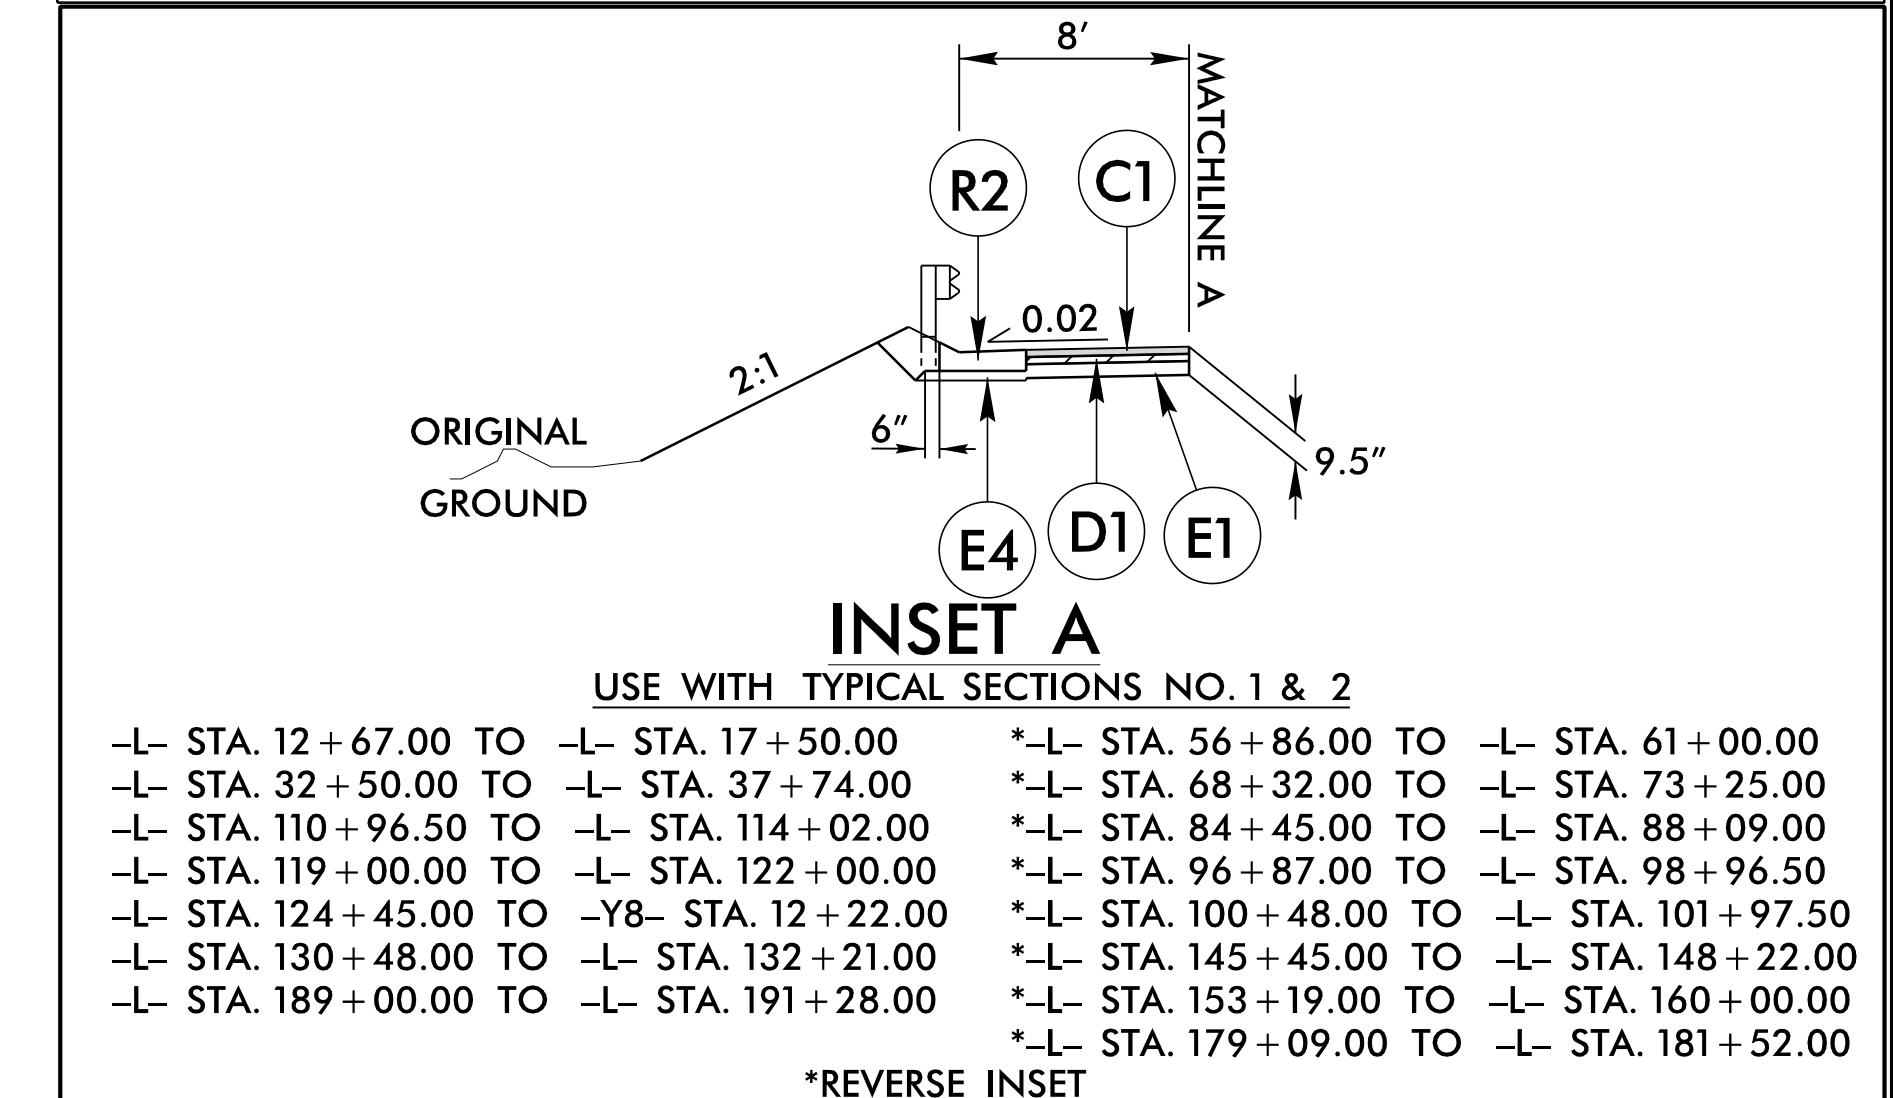 8'
MATCHLINE A
R2
C1
0.02
2:1
ORIGINAL
GROUND
6"
9.5"
E4
D1
E1
INSET A
USE WITH TYPICAL SECTIONS NO. 1 & 2
-L- STA. 12+67.00 TO -L- STA. 17+50.00
-L- STA. 32+50.00 TO -L- STA. 37+74.00
-L- STA. 110+96.50 TO -L- STA. 114+02.00
-L- STA. 119+00.00 TO -L- STA. 122+00.00
-L- STA. 124+45.00 TO -Y8- STA. 12+22.00
-L- STA. 130+48.00 TO -L- STA. 132+21.00
-L- STA. 189+00.00 TO -L- STA. 191+28.00
*-L- STA. 56+86.00 TO -L- STA. 61+00.00
*-L- STA. 68+32.00 TO -L- STA. 73+25.00
*-L- STA. 84+45.00 TO -L- STA. 88+09.00
*-L- STA. 96+87.00 TO -L- STA. 98+96.50
*-L- STA. 100+48.00 TO -L- STA. 101+97.50
*-L- STA. 145+45.00 TO -L- STA. 148+22.00
*-L- STA. 153+19.00 TO -L- STA. 160+00.00
*-L- STA. 179+09.00 TO -L- STA. 181+52.00
*REVERSE INSET